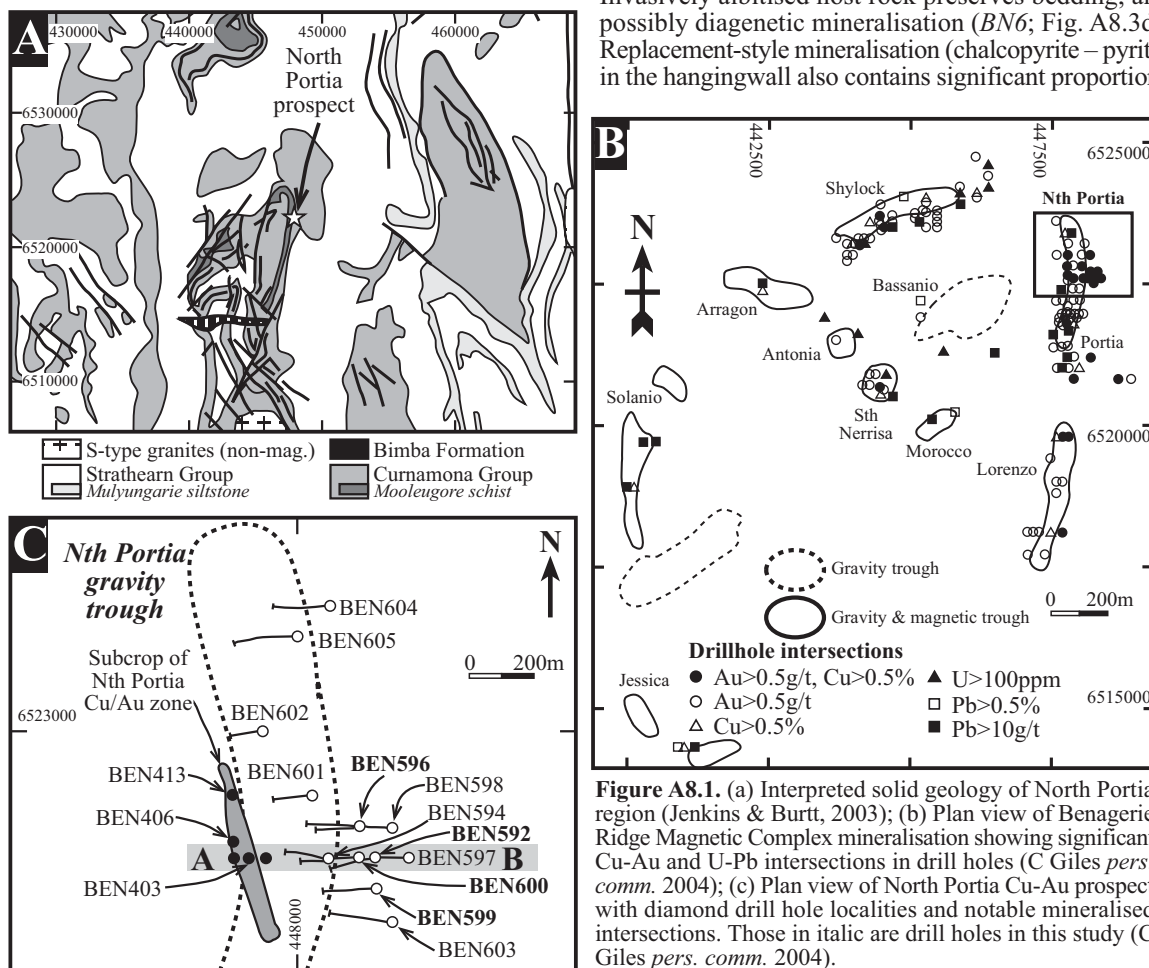 Invasively albitised host rock preserves bedding, an
possibly diagenetic mineralisation (BN6; Fig. A8.3d
Replacement-style mineralisation (chalcopyrite – pyrit
in the hangingwall also contains significant proportion
A
430000
440000
450000
460000
North
Portia
prospect
6530000
6520000
6510000
S-type granites (non-mag.)
Bimba Formation
Strathearn Group
Mulyungarie siltstone
Curnamona Group
Mooleugore schist
B
442500
447500
6525000
Shylock
Nth Portia
N
Bassanio
Arragon
Antonia
Portia
Solanio
Sth
Nerrisa
Morocco
6520000
Lorenzo
Gravity trough
0 200m
Gravity & magnetic trough
Drillhole intersections
Au>0.5g/t, Cu>0.5%
U>100ppm
Au>0.5g/t
Pb>0.5%
Cu>0.5%
Pb>10g/t
Jessica
6515000
C
Nth Portia
gravity
trough
N
BEN604
BEN605
Subcrop of
Nth Portia
Cu/Au zone
0 200m
6523000
BEN602
BEN413
BEN601
BEN596
BEN598
BEN594
BEN406
BEN592
A
BEN597
B
BEN403
BEN600
BEN599
448000
BEN603
Figure A8.1. (a) Interpreted solid geology of North Portia
region (Jenkins & Burtt, 2003); (b) Plan view of Benagerie
Ridge Magnetic Complex mineralisation showing significant
Cu-Au and U-Pb intersections in drill holes (C Giles pers.
comm. 2004); (c) Plan view of North Portia Cu-Au prospect
with diamond drill hole localities and notable mineralised
intersections. Those in italic are drill holes in this study (C
Giles pers. comm. 2004).